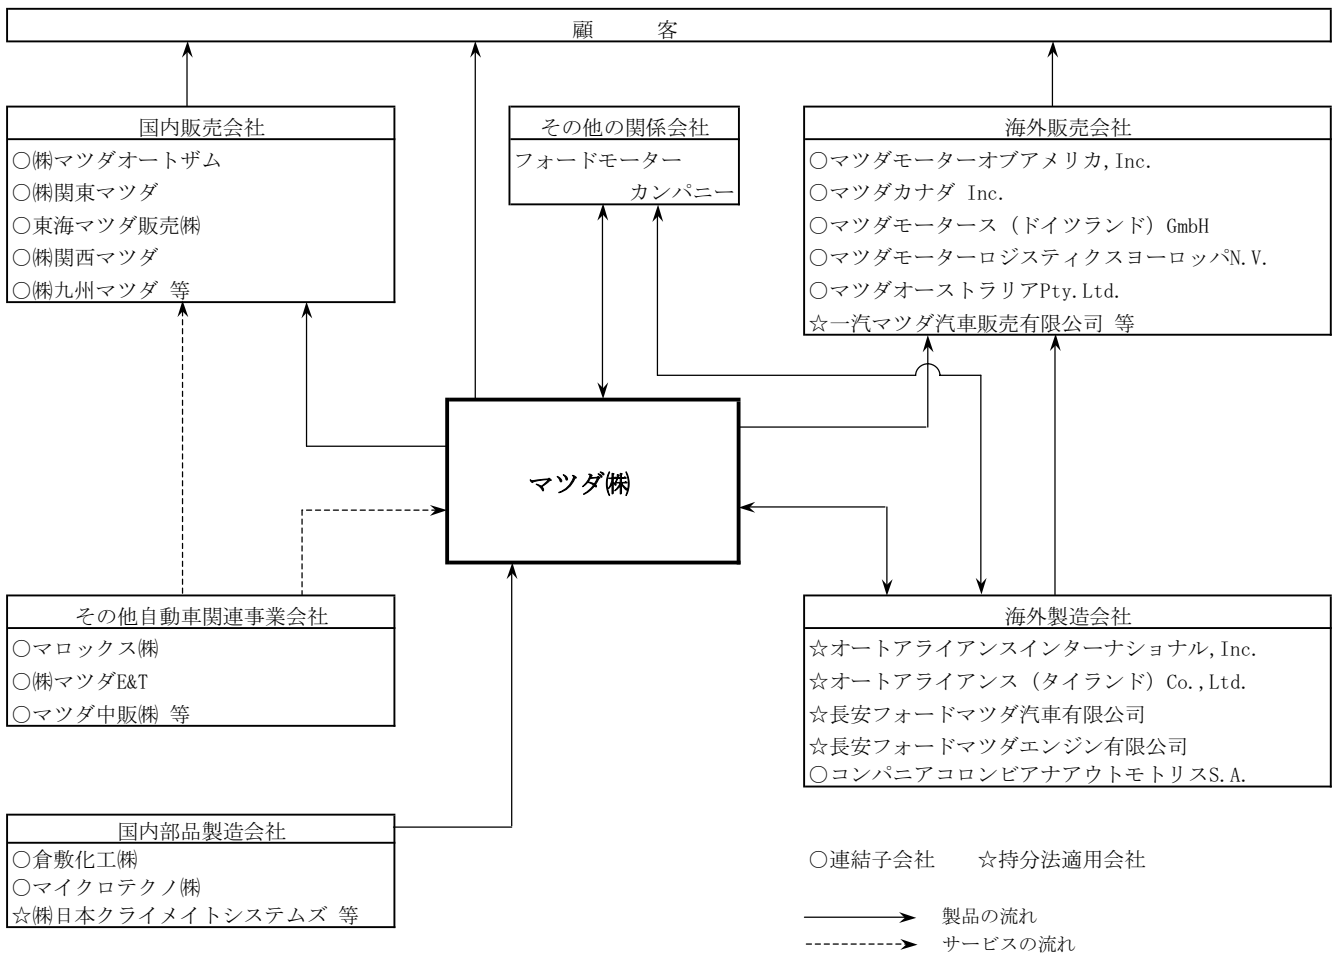 顧　　　客
国内販売会社
○㈱マツダオートザム
○㈱関東マツダ
○東海マツダ販売㈱
○㈱関西マツダ
○㈱九州マツダ 等
その他の関係会社
フォードモーター
カンパニー
海外販売会社
○マツダモーターオブアメリカ,Inc.
○マツダカナダ Inc.
○マツダモータース（ドイツランド）GmbH
○マツダモーターロジスティクスヨーロッパN.V.
○マツダオーストラリアPty.Ltd.
☆一汽マツダ汽車販売有限公司 等
マツダ㈱
その他自動車関連事業会社
○マロックス㈱
○㈱マツダE&T
○マツダ中販㈱ 等
海外製造会社
☆オートアライアンスインターナショナル,Inc.
☆オートアライアンス（タイランド）Co.,Ltd.
☆長安フォードマツダ汽車有限公司
☆長安フォードマツダエンジン有限公司
○コンパニアコロンビアナアウトモトリスS.A.
国内部品製造会社
○倉敷化工㈱
○マイクロテクノ㈱
☆㈱日本クライメイトシステムズ 等
○連結子会社　　☆持分法適用会社
製品の流れ
サービスの流れ